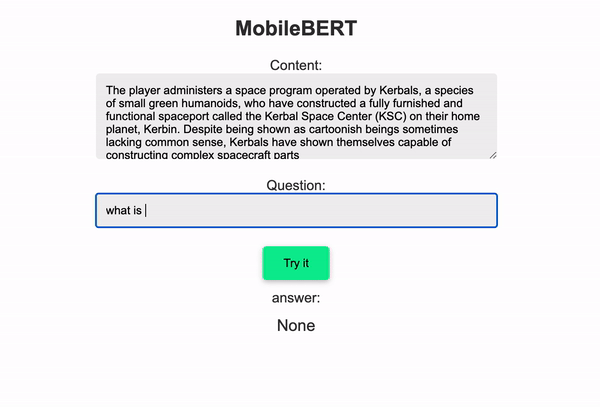 MobileBERT
Content:
The player administers a space program operated by Kerbals, a species
of small green humanoids, who have constructed a fully furnished and
functional spaceport called the Kerbal Space Center (KSC) on their home
planet, Kerbin. Despite being shown as cartoonish beings sometimes
lacking common sense, Kerbals have shown themselves capable of
constructing complex spacecraft parts
Question:
what is
Try it
answer:
None